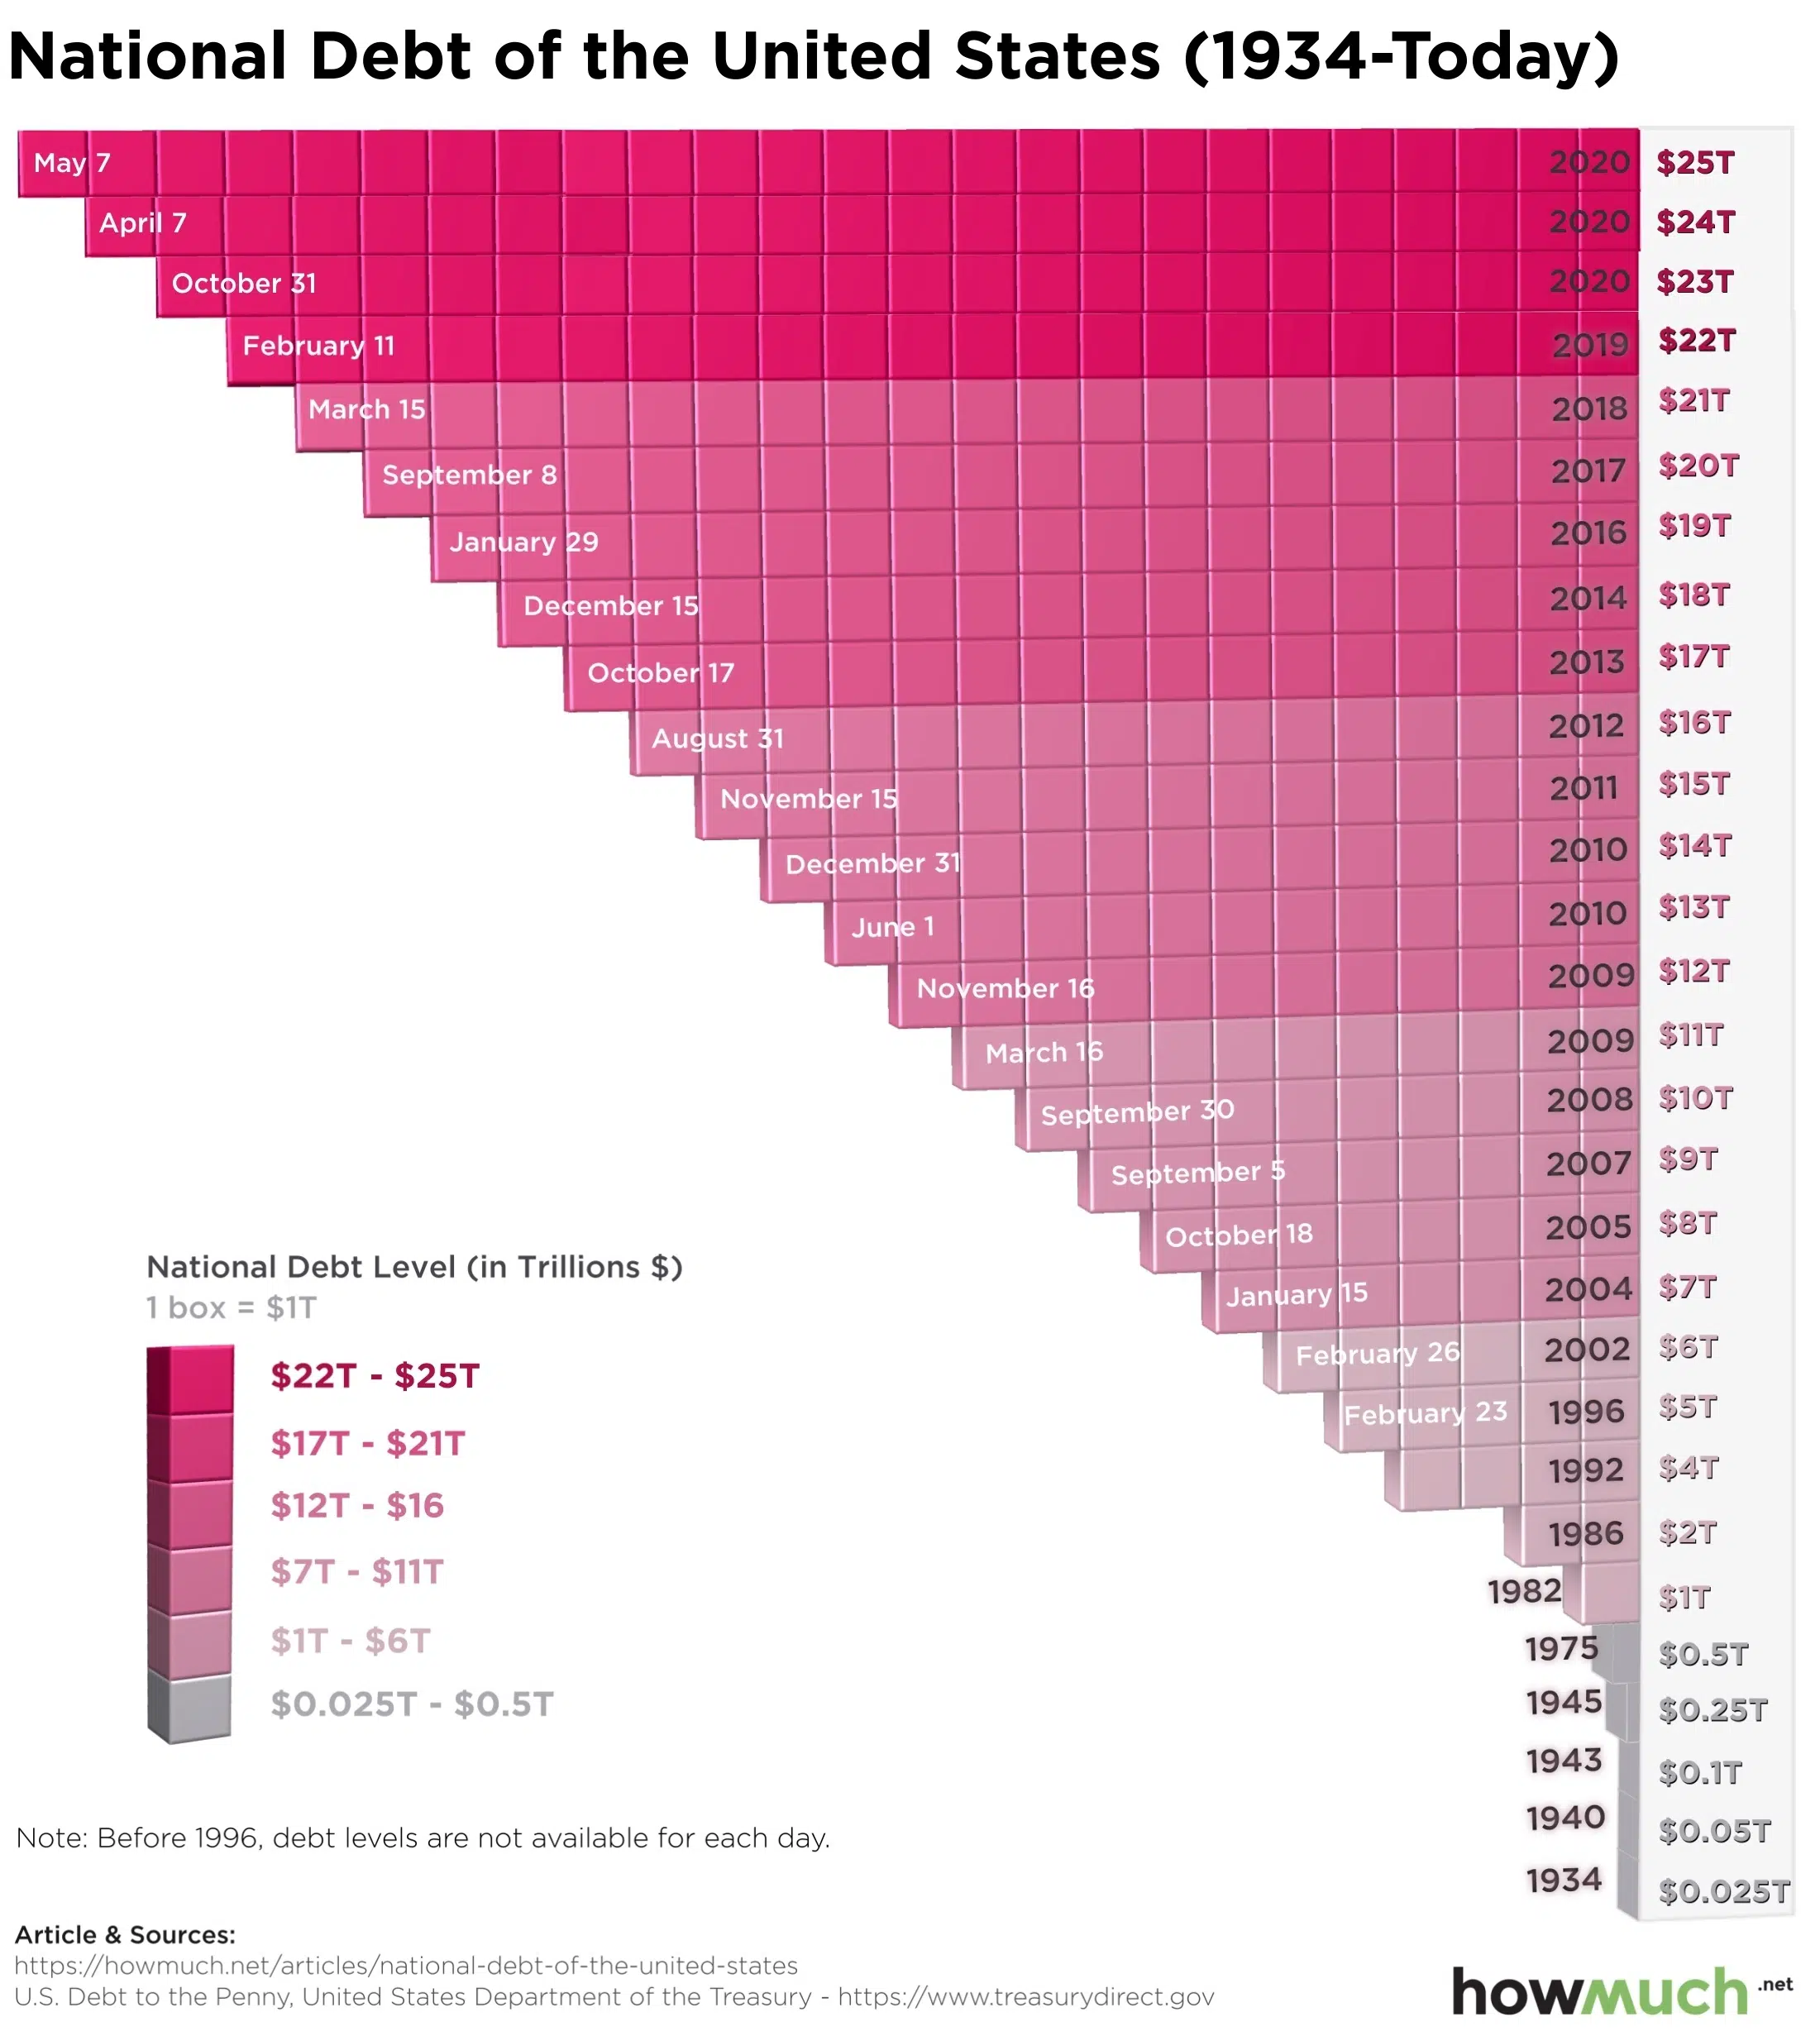 National Debt of the United States (1934-Today)
May 7 2020 $25T
April 7 2020 $24T
October 31 2020 $23T
February 11 2019 $22T
March 15 2018 $21T
September 8 2017 $20T
January 29 2016 $19T
December 15 2014 $18T
October 17 2013 $17T
August 31 2012 $16T
November 15 2011 $15T
December 31 2010 $14T
June 1 2010 $13T
November 16 2009 $12T
March 16 2009 $11T
September 30 2008 $10T
September 5 2007 $9T
October 18 2005 $8T
January 15 2004 $7T
February 26 2002 $6T
February 23 1996 $5T
1992 $4T
1986 $2T
1982 $1T
1975 $0.5T
1945 $0.25T
1943 $0.1T
1940 $0.05T
1934 $0.025T
National Debt Level (in Trillions $)
1 box = $1T
$22T - $25T
$17T - $21T
$12T - $16
$7T - $11T
$1T - $6T
$0.025T - $0.5T
Note: Before 1996, debt levels are not available for each day.
Article & Sources:
https://howmuch.net/articles/national-debt-of-the-united-states
U.S. Debt to the Penny, United States Department of the Treasury - https://www.treasurydirect.gov
howmuch.net